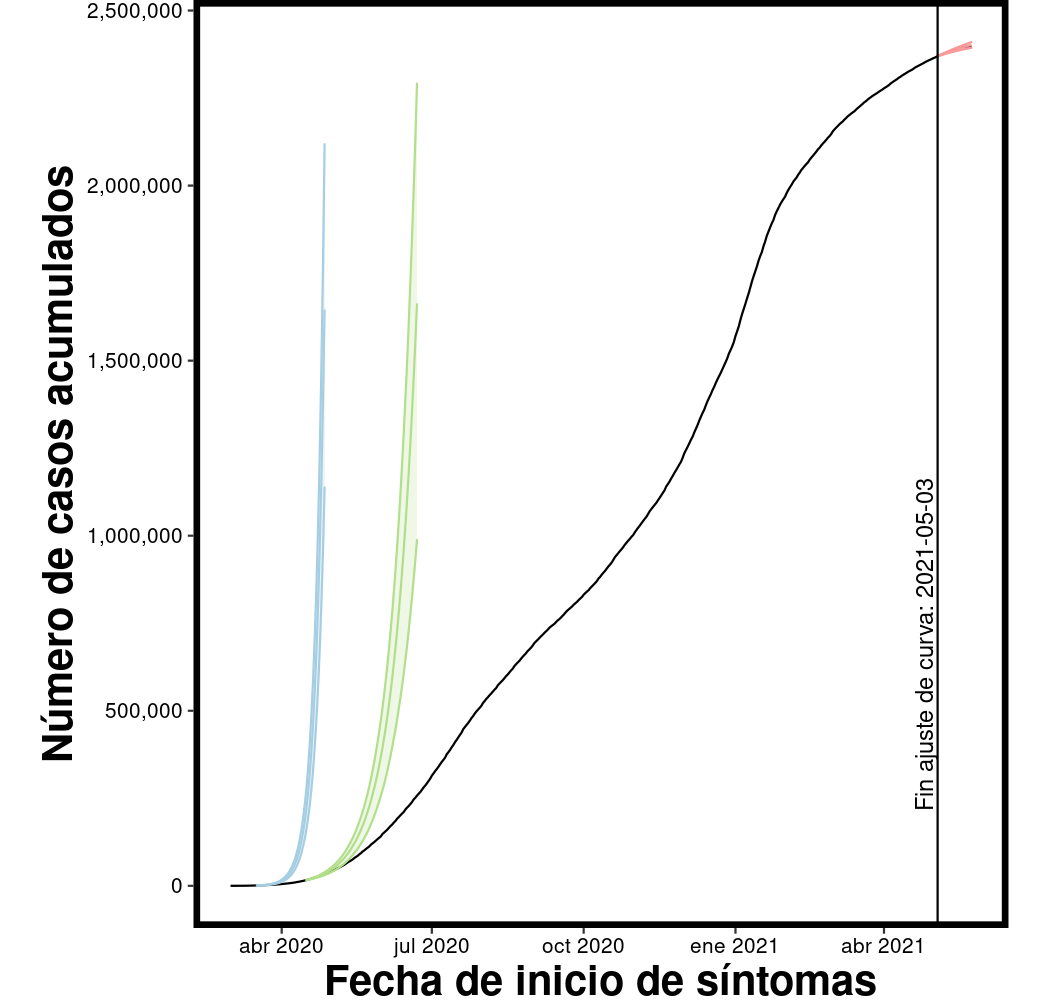 2,500,000
2,000,000
1,500,000
1,000,000
500,000
0
Número de casos acumulados
Fin ajuste de curva: 2021-05-03
abr 2020
jul 2020
oct 2020
ene 2021
abr 2021
Fecha de inicio de síntomas